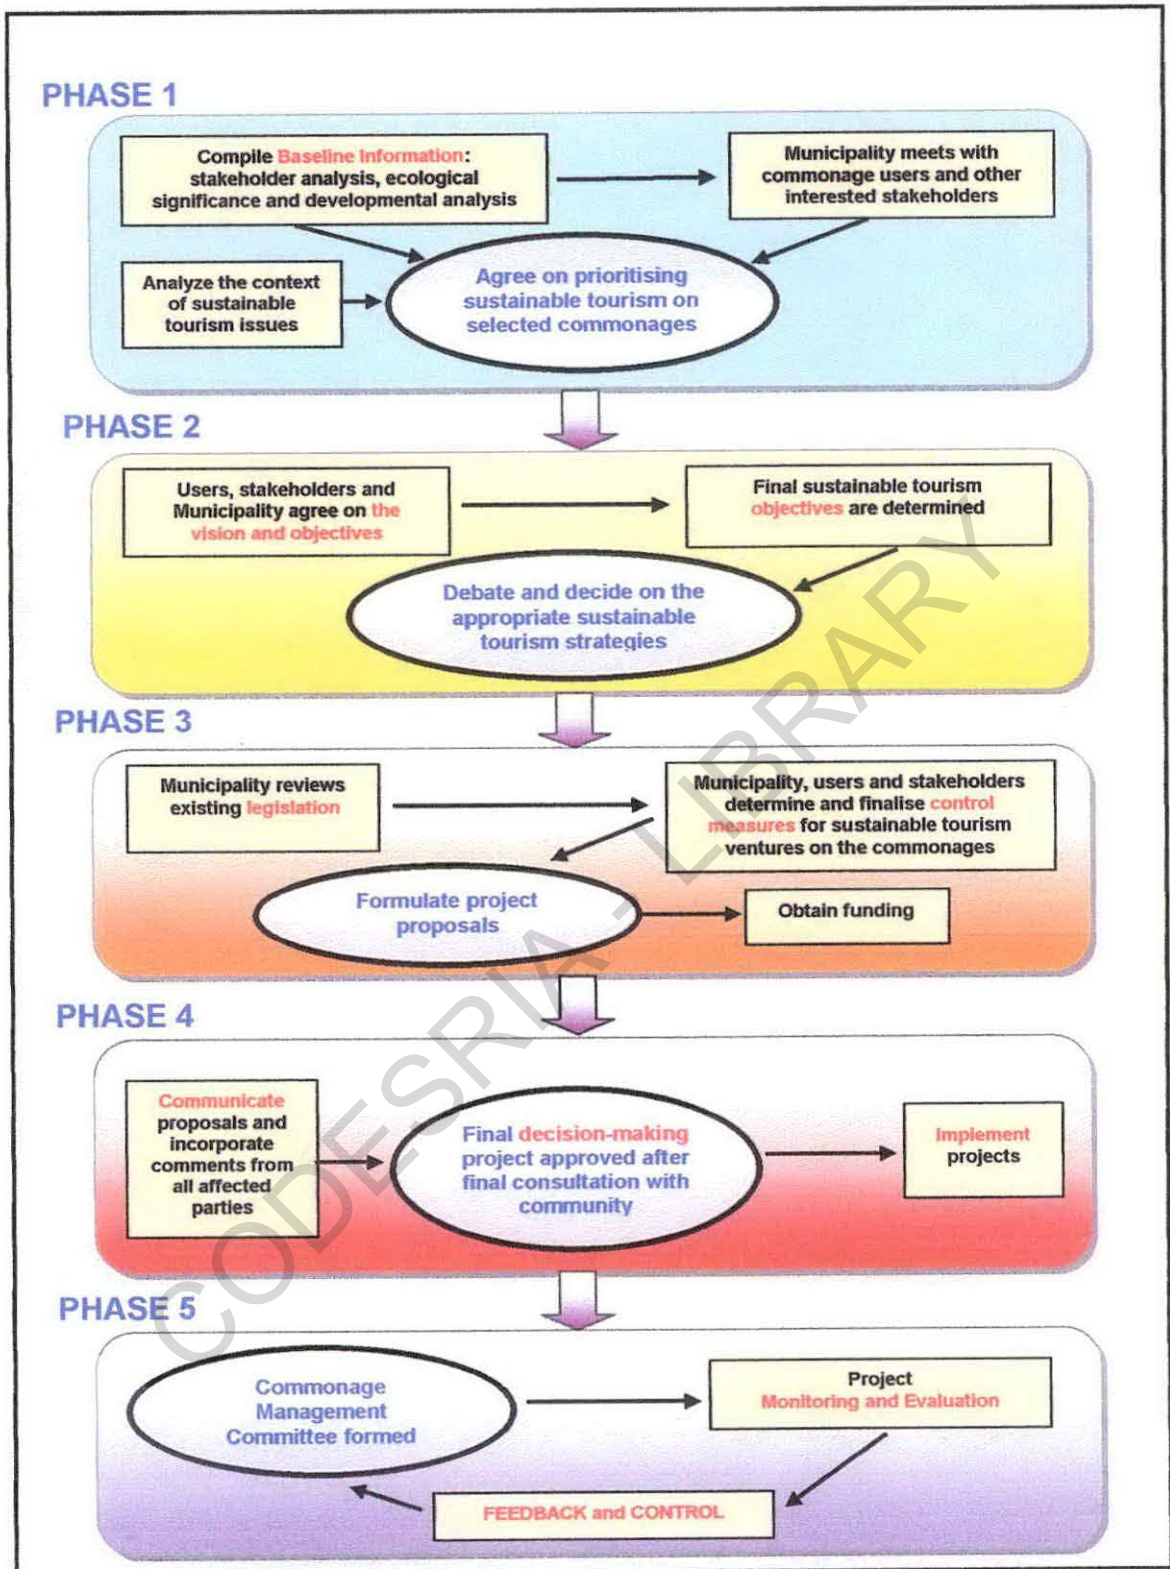 PHASE 1
Compile Baseline Information:
stakeholder analysis, ecological
significance and developmental analysis
Municipality meets with
commonage users and other
interested stakeholders
Analyze the context
of sustainable
tourism issues
Agree on prioritising
sustainable tourism on
selected commonages
PHASE 2
Users, stakeholders and
Municipality agree on the
vision and objectives
Final sustainable tourism
objectives are determined
Debate and decide on the
appropriate sustainable
tourism strategies
PHASE 3
Municipality reviews
existing legislation
Municipality, users and stakeholders
determine and finalise control
measures for sustainable tourism
ventures on the commonages
Formulate project
proposals
Obtain funding
PHASE 4
Communicate
proposals and
incorporate
comments from
all affected
parties
Final decision-making
project approved after
final consultation with
community
Implement
projects
PHASE 5
Commonage
Management
Committee formed
Project
Monitoring and Evaluation
FEEDBACK and CONTROL
CODESRIA - LIBRARY